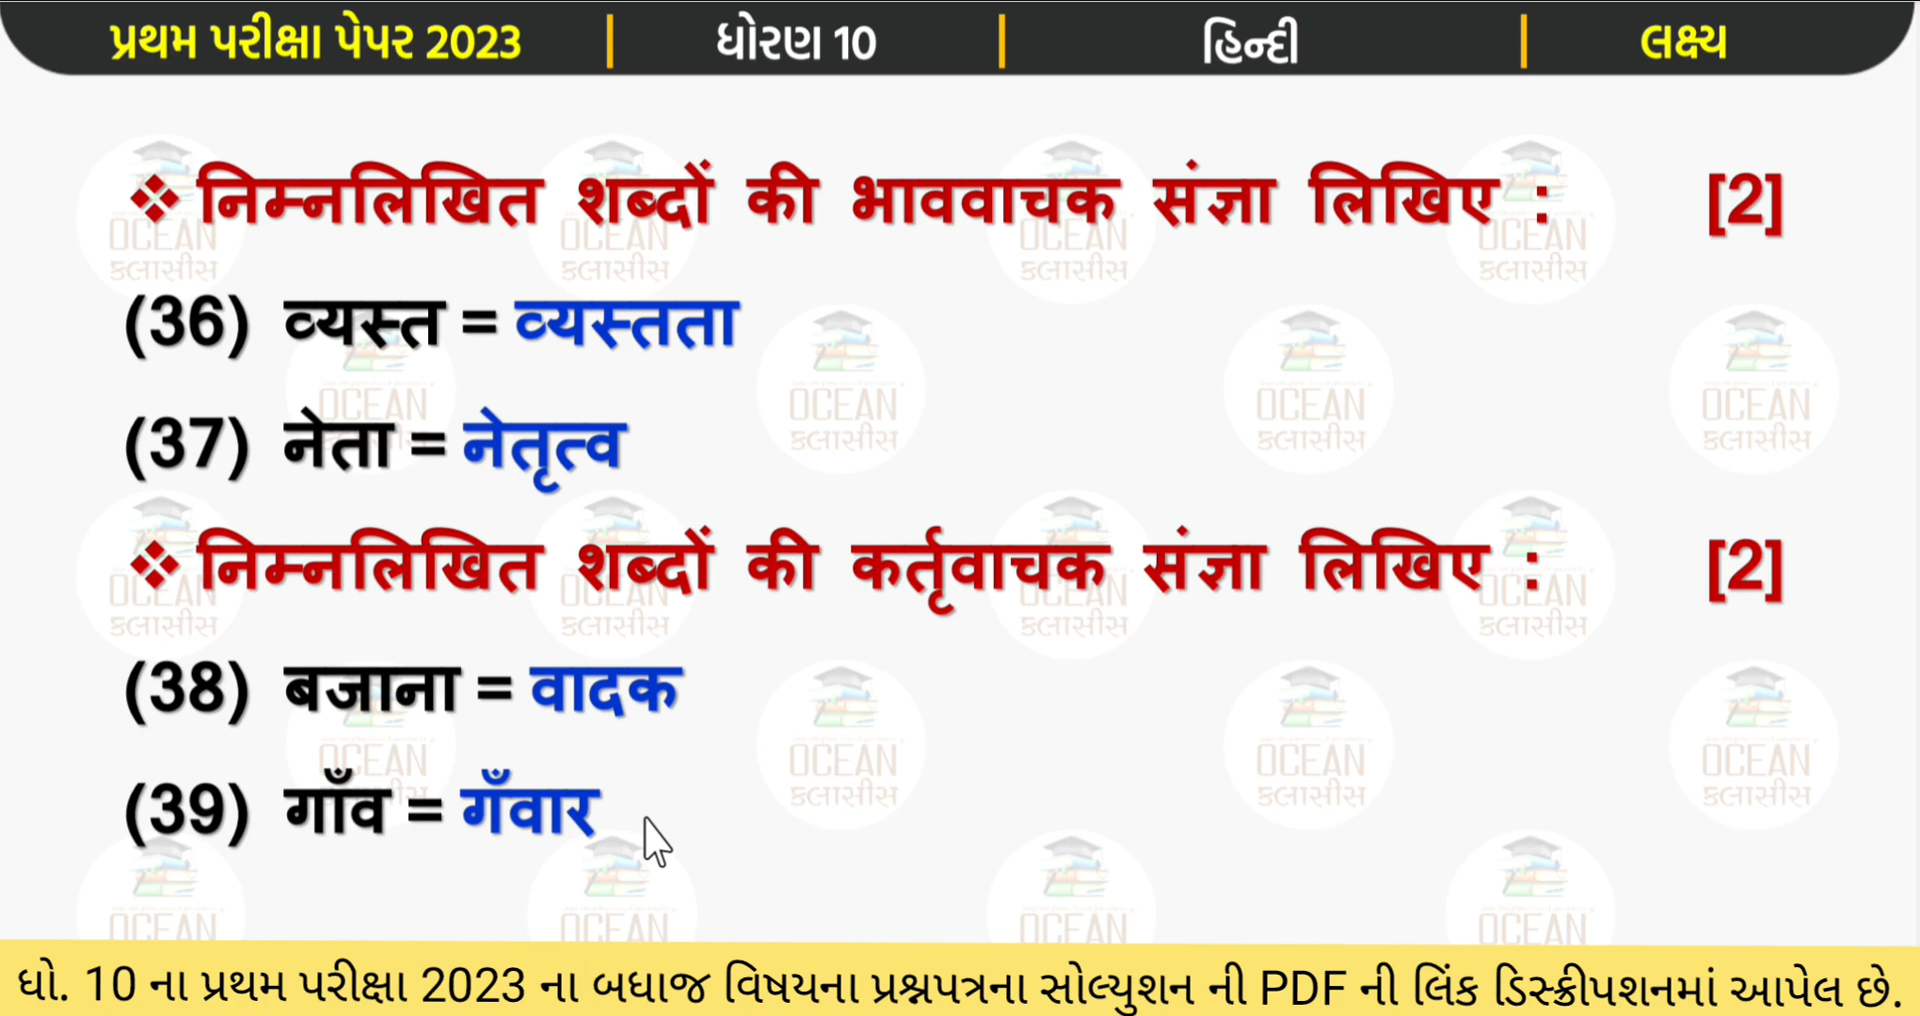 પ્રથમ પરીક્ષા પેપર 2023 | ધોરણ 10 | હિન્દી | લક્ષ્ય
❖ निम्नलिखित शब्दों की भाववाचक संज्ञा लिखिए : [2]
(36) व्यस्त = व्यस्तता
(37) नेता = नेतृत्व
❖ निम्नलिखित शब्दों की कर्तृवाचक संज्ञा लिखिए : [2]
(38) बजाना = वादक
(39) गाँव = गँवार
ધો. 10 ના પ્રથમ પરીક્ષા 2023 ના બધાજ વિષયના પ્રશ્નપત્રના સોલ્યુશન ની PDF ની લિંક ડિસ્ક્રીપશનમાં આપેલ છે.
OCEAN
ક્લાસીસ